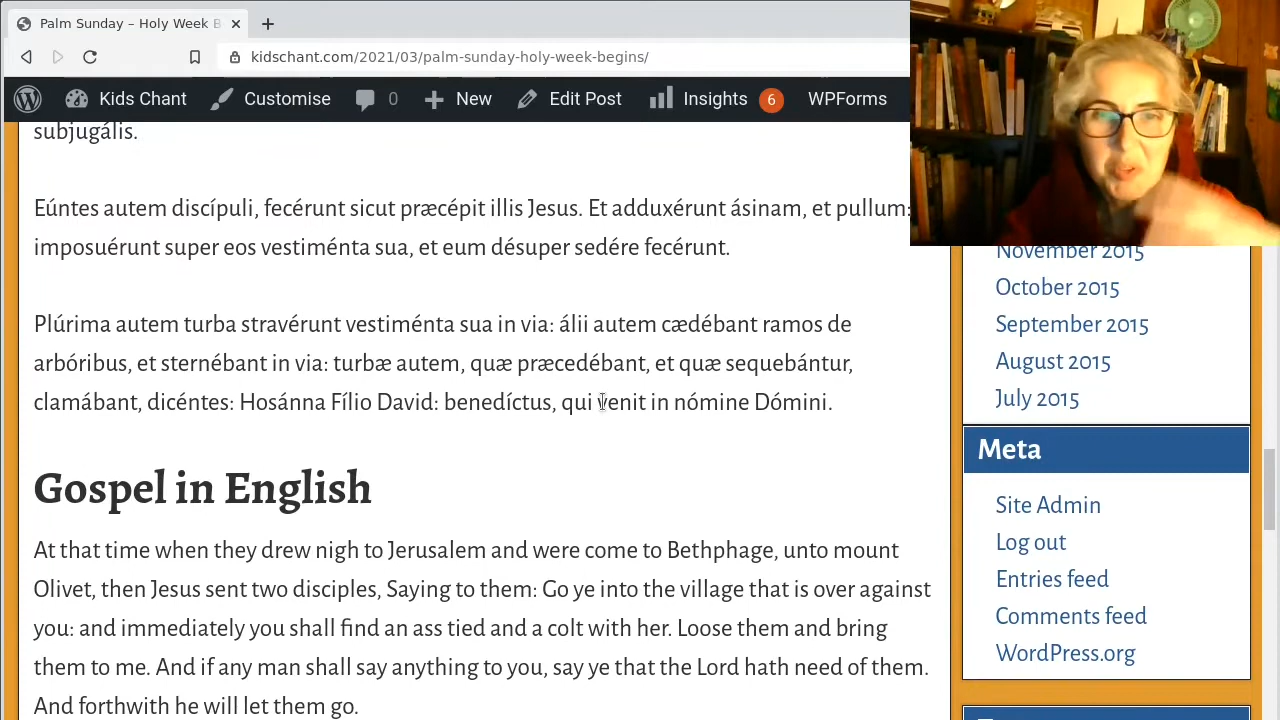 Palm Sunday – Holy Week B
kidschant.com/2021/03/palm-sunday-holy-week-begins/
Kids Chant Customise 0 New Edit Post Insights 6 WPForms
subjugális.
Eúntes autem discípuli, fecérunt sicut præcépit illis Jesus. Et adduxérunt ásinam, et pullum:
imposuérunt super eos vestiménta sua, et eum désuper sedére fecérunt.
Plúrima autem turba stravérunt vestiménta sua in via: álii autem cædébant ramos de
arbóribus, et sternébant in via: turbæ autem, quæ præcedébant, et quæ sequebántur,
clamábant, dicéntes: Hosánna Fílio David: benedíctus, qui venit in nómine Dómini.
Gospel in English
At that time when they drew nigh to Jerusalem and were come to Bethphage, unto mount
Olivet, then Jesus sent two disciples, Saying to them: Go ye into the village that is over against
you: and immediately you shall find an ass tied and a colt with her. Loose them and bring
them to me. And if any man shall say anything to you, say ye that the Lord hath need of them.
And forthwith he will let them go.
November 2015
October 2015
September 2015
August 2015
July 2015
Meta
Site Admin
Log out
Entries feed
Comments feed
WordPress.org